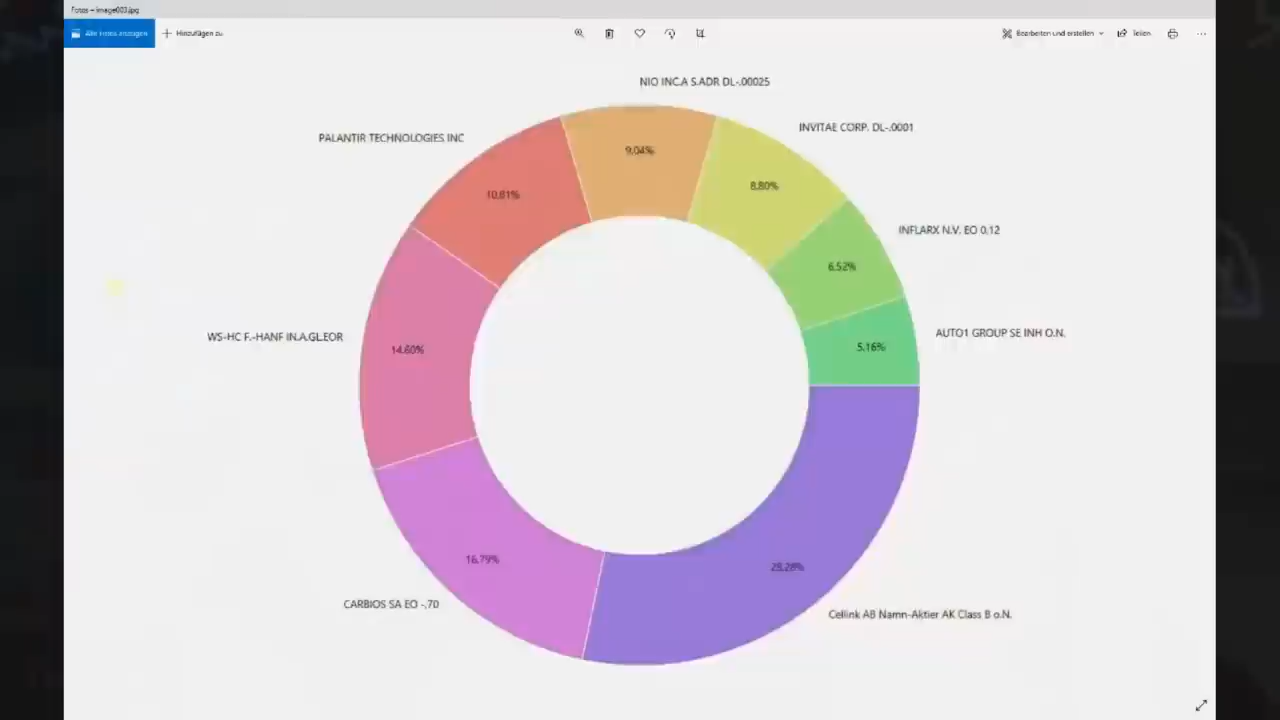 Fotos – image003.jpg
Alle Fotos anzeigen
Hinzufügen zu
Bearbeiten und erstellen
Teilen
NIO INC.A S.ADR DL-.00025
PALANTIR TECHNOLOGIES INC
INVITAE CORP. DL-.0001
9.04%
10.81%
8.80%
INFLARX N.V. EO 0,12
6.52%
WS-HC F.-HANF IN.A.GL.EOR
14.60%
AUTO1 GROUP SE INH O.N.
5.16%
16.79%
28.28%
CARBIOS SA EO -,70
Cellink AB Namn-Aktier AK Class B o.N.